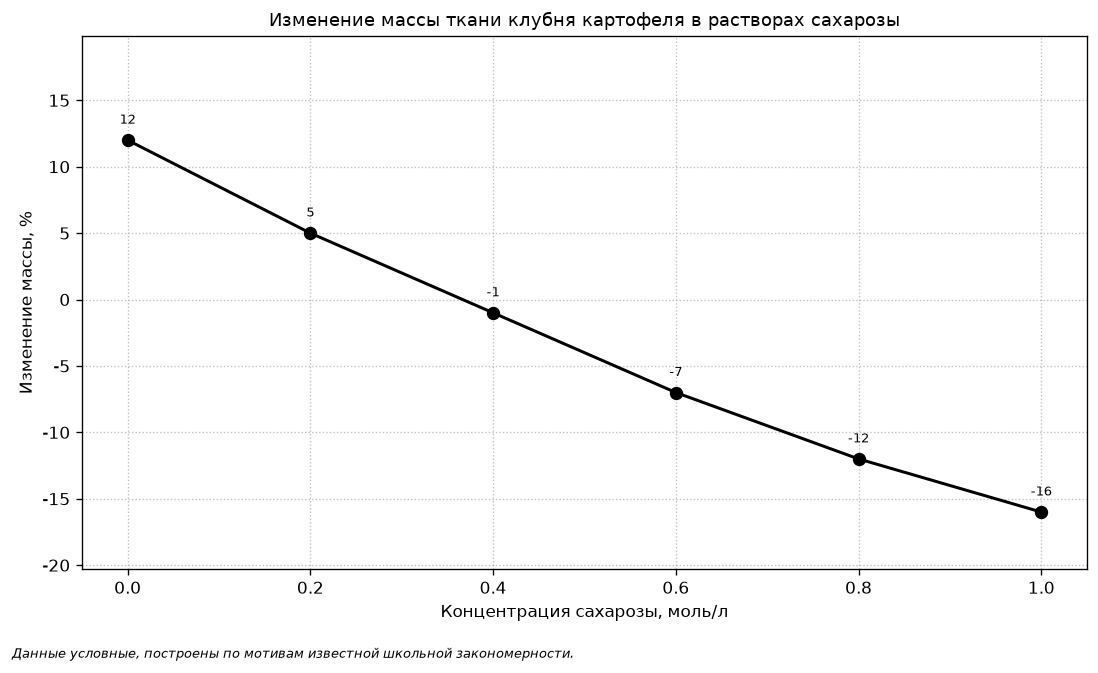 Изменение массы ткани клубня картофеля в растворах сахарозы
Изменение массы, %
15
10
5
0
-5
-10
-15
-20
12
5
-1
-7
-12
-16
0.0 0.2 0.4 0.6 0.8 1.0
Концентрация сахарозы, моль/л
Данные условные, построены по мотивам известной школьной закономерности.